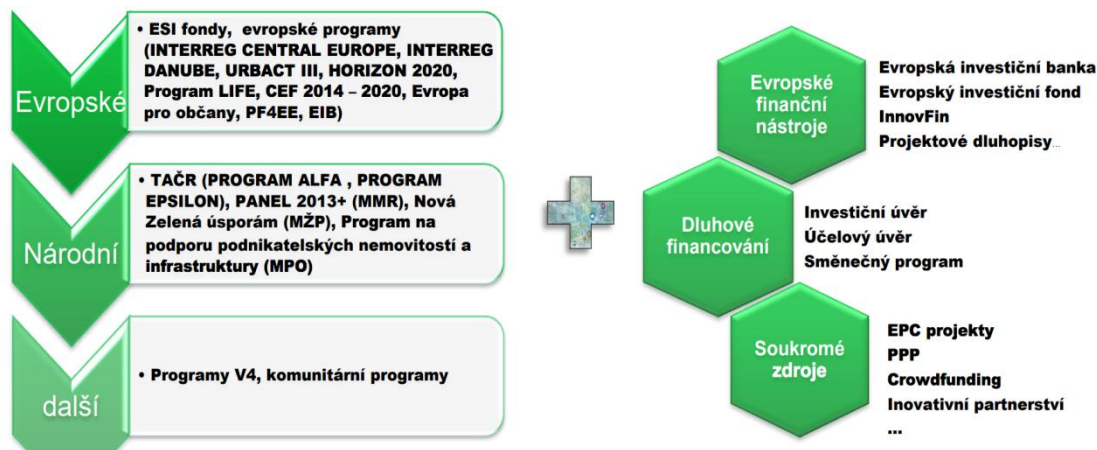 Evropské
• ESI fondy, evropské programy
(INTERREG CENTRAL EUROPE, INTERREG
DANUBE, URBACT III, HORIZON 2020,
Program LIFE, CEF 2014 – 2020, Evropa
pro občany, PF4EE, EIB)
Národní
• TAČR (PROGRAM ALFA , PROGRAM
EPSILON), PANEL 2013+ (MMR), Nová
Zelená úsporám (MŽP), Program na
podporu podnikatelských nemovitostí a
infrastruktury (MPO)
další
• Programy V4, komunitární programy
Evropské
finanční
nástroje
Evropská investiční banka
Evropský investiční fond
InnovFin
Projektové dluhopisy...
Dluhové
financování
Investiční úvěr
Účelový úvěr
Směnečný program
Soukromé
zdroje
EPC projekty
PPP
Crowdfunding
Inovativní partnerství
...